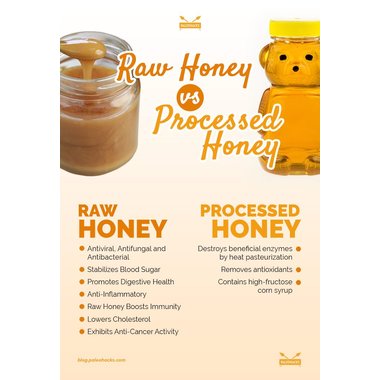 PALEOHACKS
Raw Honey
vs
Processed
Honey
RAW
HONEY
Antiviral, Antifungal and
Antibacterial
Stabilizes Blood Sugar
Promotes Digestive Health
Anti-Inflammatory
Raw Honey Boosts Immunity
Lowers Cholesterol
Exhibits Anti-Cancer Activity
PROCESSED
HONEY
Destroys beneficial enzymes
by heat pasteurization
Removes antioxidants
Contains high-fructose
corn syrup
blog.paleohacks.com
PALEOHACKS